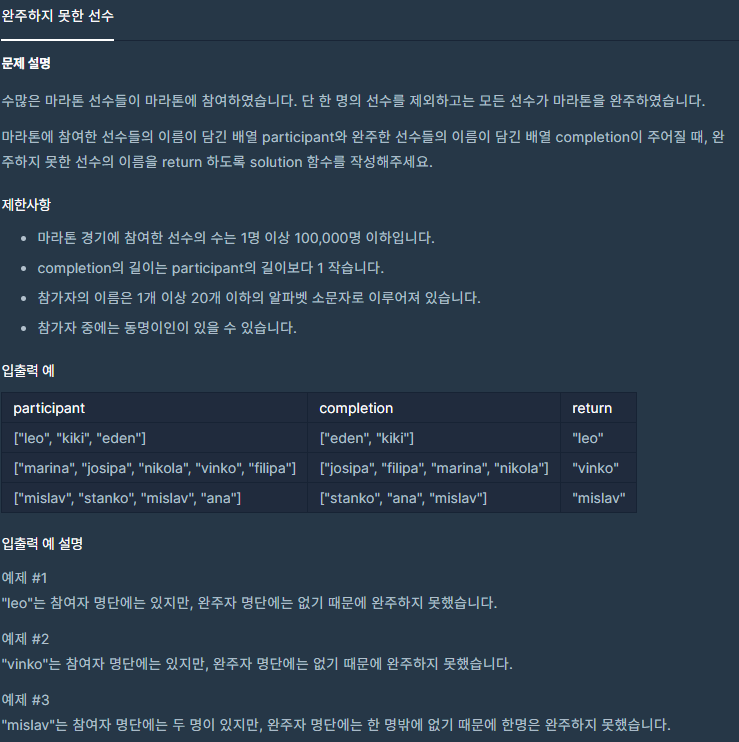 완주하지 못한 선수
문제 설명
수많은 마라톤 선수들이 마라톤에 참여하였습니다. 단 한 명의 선수를 제외하고는 모든 선수가 마라톤을 완주하였습니다.
마라톤에 참여한 선수들의 이름이 담긴 배열 participant와 완주한 선수들의 이름이 담긴 배열 completion이 주어질 때, 완
주하지 못한 선수의 이름을 return 하도록 solution 함수를 작성해주세요.
제한사항
• 마라톤 경기에 참여한 선수의 수는 1명 이상 100,000명 이하입니다.
• completion의 길이는 participant의 길이보다 1 작습니다.
• 참가자의 이름은 1개 이상 20개 이하의 알파벳 소문자로 이루어져 있습니다.
• 참가자 중에는 동명이인이 있을 수 있습니다.
입출력 예
participant completion return
["leo", "kiki", "eden"] ["eden", "kiki"] "leo"
["marina", "josipa", "nikola", "vinko", "filipa"] ["josipa", "filipa", "marina", "nikola"] "vinko"
["mislav", "stanko", "mislav", "ana"] ["stanko", "ana", "mislav"] "mislav"
입출력 예 설명
예제 #1
"leo"는 참여자 명단에는 있지만, 완주자 명단에는 없기 때문에 완주하지 못했습니다.
예제 #2
"vinko"는 참여자 명단에는 있지만, 완주자 명단에는 없기 때문에 완주하지 못했습니다.
예제 #3
"mislav"는 참여자 명단에는 두 명이 있지만, 완주자 명단에는 한 명밖에 없기 때문에 한명은 완주하지 못했습니다.